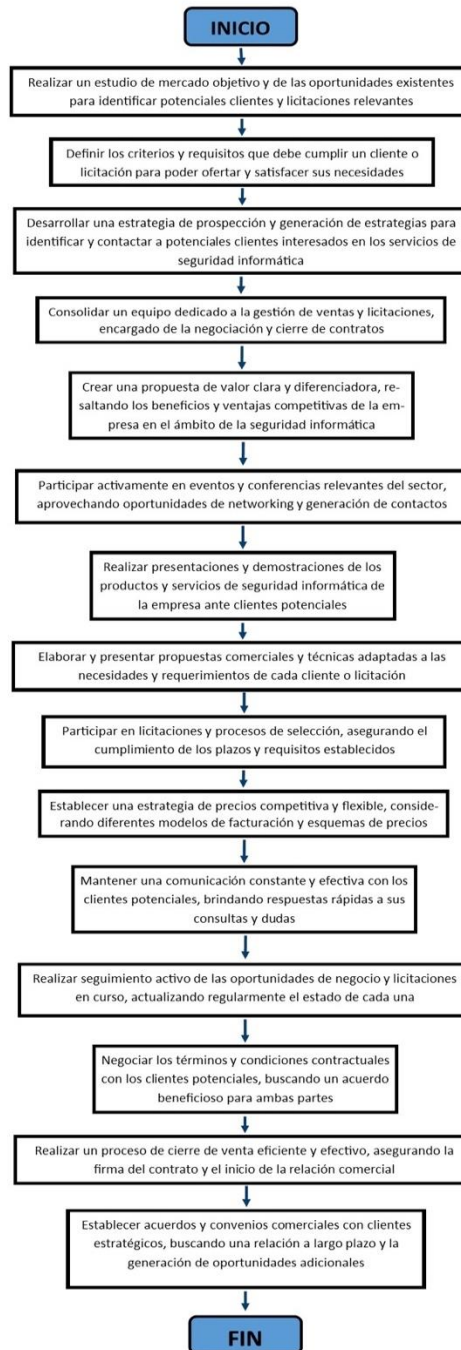 INICIO
Realizar un estudio de mercado objetivo y de las oportunidades existentes
para identificar potenciales clientes y licitaciones relevantes
Definir los criterios y requisitos que debe cumplir un cliente o
licitación para poder ofertar y satisfacer sus necesidades
Desarrollar una estrategia de prospección y generación de estrategias para
identificar y contactar a potenciales clientes interesados en los servicios de
seguridad informática
Consolidar un equipo dedicado a la gestión de ventas y licitaciones,
encargado de la negociación y cierre de contratos
Crear una propuesta de valor clara y diferenciadora, re-
saltando los beneficios y ventajas competitivas de la em-
presa en el ámbito de la seguridad informática
Participar activamente en eventos y conferencias relevantes del sector,
aprovechando oportunidades de networking y generación de contactos
Realizar presentaciones y demostraciones de los
productos y servicios de seguridad informática de
la empresa ante clientes potenciales
Elaborar y presentar propuestas comerciales y técnicas adaptadas a las
necesidades y requerimientos de cada cliente o licitación
Participar en licitaciones y procesos de selección, asegurando el
cumplimiento de los plazos y requisitos establecidos
Establecer una estrategia de precios competitiva y flexible, conside-
rando diferentes modelos de facturación y esquemas de precios
Mantener una comunicación constante y efectiva con los
clientes potenciales, brindando respuestas rápidas a sus
consultas y dudas
Realizar seguimiento activo de las oportunidades de negocio y licitaciones
en curso, actualizando regularmente el estado de cada una
Negociar los términos y condiciones contractuales
con los clientes potenciales, buscando un acuerdo
beneficioso para ambas partes
Realizar un proceso de cierre de venta eficiente y efectivo, asegurando la
firma del contrato y el inicio de la relación comercial
Establecer acuerdos y convenios comerciales con clientes
estratégicos, buscando una relación a largo plazo y la
generación de oportunidades adicionales
FIN